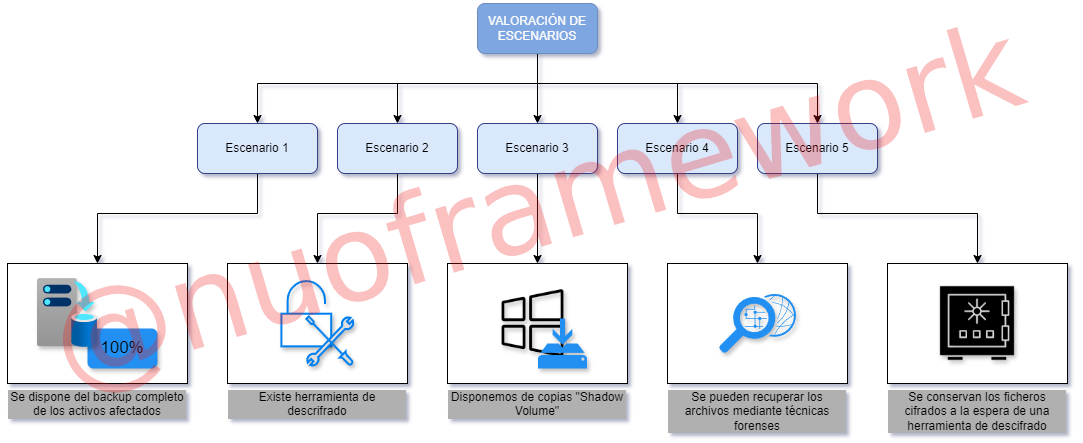 VALORACIÓN DE
ESCENARIOS
Escenario 1
Escenario 2
Escenario 3
Escenario 4
Escenario 5
@nuoframework
100%
Se dispone del backup completo
de los activos afectados
Existe herramienta de
descrifrado
Disponemos de copias "Shadow
Volume"
Se pueden recuperar los
archivos mediante técnicas
forenses
Se conservan los ficheros
cifrados a la espera de una
herramienta de descifrado